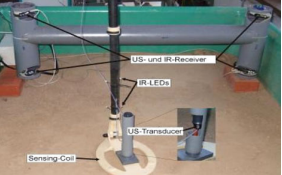 US- und IR-Receiver
IR-LEDs
US-Transducer
Sensing-Coil